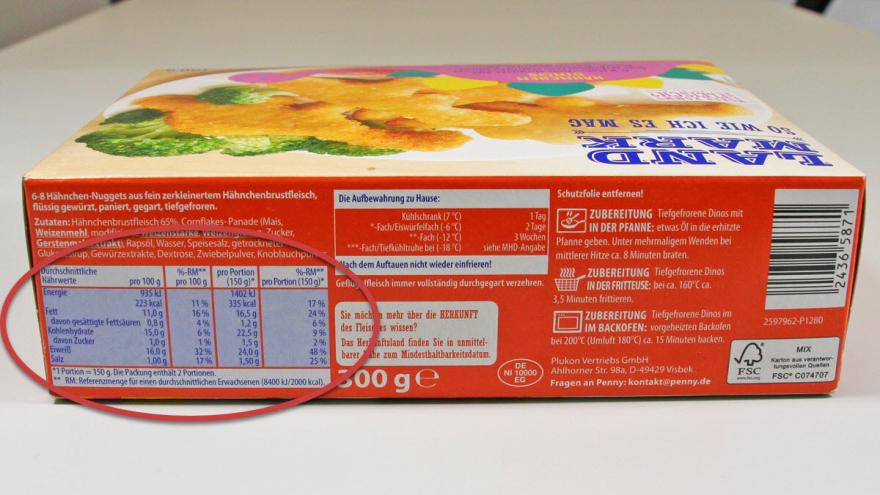 LAND
MARK
SO WIE ICH ES MAG
6-8 Hähnchen-Nuggets aus fein zerkleinertem Hähnchenbrustfleisch,
flüssig gewürzt, paniert, gegart, tiefgefroren.
Zutaten: Hähnchenbrustfleisch 65%, Cornflakes- Panade (Mais,
Weizenmehl, Zucker,
Rapsöl, Wasser, Speisesalz,
Gewürzextrakte, Dextrose, Zwiebelpulver,
Durchschnittliche %-RM** pro Portion %-RM**
Nährwerte pro 100 g pro 100 g (150 g)* pro Portion (150 g)*
Energie 935 kJ 1402 kJ
223 kcal 11 % 335 kcal 17 %
Fett 11,0 g 16 % 16,5 g 24 %
davon gesättigte Fettsäuren 0,8 g 4 % 1,2 g 6 %
Kohlenhydrate 15,0 g 6 % 22,5 g 9 %
davon Zucker 1,0 g 1 % 1,5 g 2 %
Eiweiß 16,0 g 32 % 24,0 g 48 %
Salz 1,00 g 17 % 1,50 g 25 %
*1 Portion = 150 g. Die Packung enthält 2 Portionen.
** RM: Referenzmenge für einen durchschnittlichen Erwachsenen (8400 kJ/2000 kcal).
Die Aufbewahrung zu Hause:
Kühlschrank (7 °C) 1 Tag
*-Fach/Eiswürfelfach (-6 °C) 2 Tage
**-Fach (-12 °C) 3 Wochen
***-Fach/Tiefkühltruhe bei (-18 °C) siehe MHD-Angabe
Nach dem Auftauen nicht wieder einfrieren!
Geflügelfleisch immer vollständig durchgegart verzehren.
Sie möchten mehr über die HERKUNFT
des Fleisches wissen?
Das Herkunftsland finden Sie in unmittel-
barer Nähe zum Mindesthaltbarkeitsdatum.
300 g e
DE
NI 10000
EG
Schutzfolie entfernen!
ZUBEREITUNG Tiefgefrorene Dinos mit
IN DER PFANNE: etwas Öl in die erhitzte
Pfanne geben. Unter mehrmaligem Wenden bei
mittlerer Hitze ca. 8 Minuten braten.
ZUBEREITUNG Tiefgefrorene Dinos
IN DER FRITTEUSE: bei ca. 160°C ca.
3,5 Minuten frittieren.
ZUBEREITUNG Tiefgefrorene Dinos im
IM BACKOFEN: vorgeheizten Backofen
bei 200°C (Umluft 180°C) ca. 15 Minuten backen.
Plukon Vertriebs GmbH
Ahlhorner Str. 98a, D-49429 Visbek
Fragen an Penny: kontakt@penny.de
24365871
2597962-P1280
FSC
www.fsc.org
MIX
Karton aus verantwor-
tungsvollen Quellen
FSC® C074707